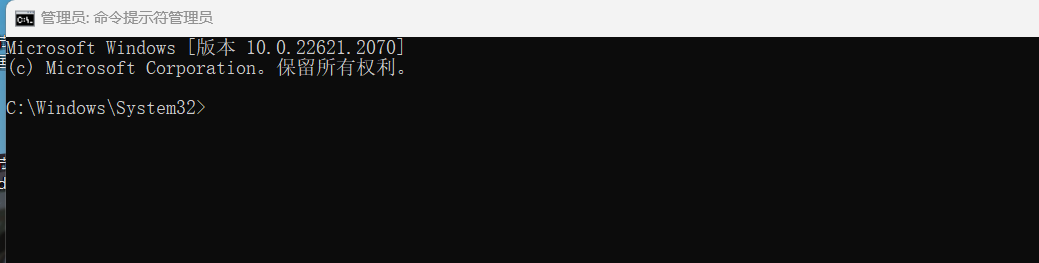 管理员: 命令提示符管理员
Microsoft Windows [版本 10.0.22621.2070]
(c) Microsoft Corporation。保留所有权利。
C:\Windows\System32>